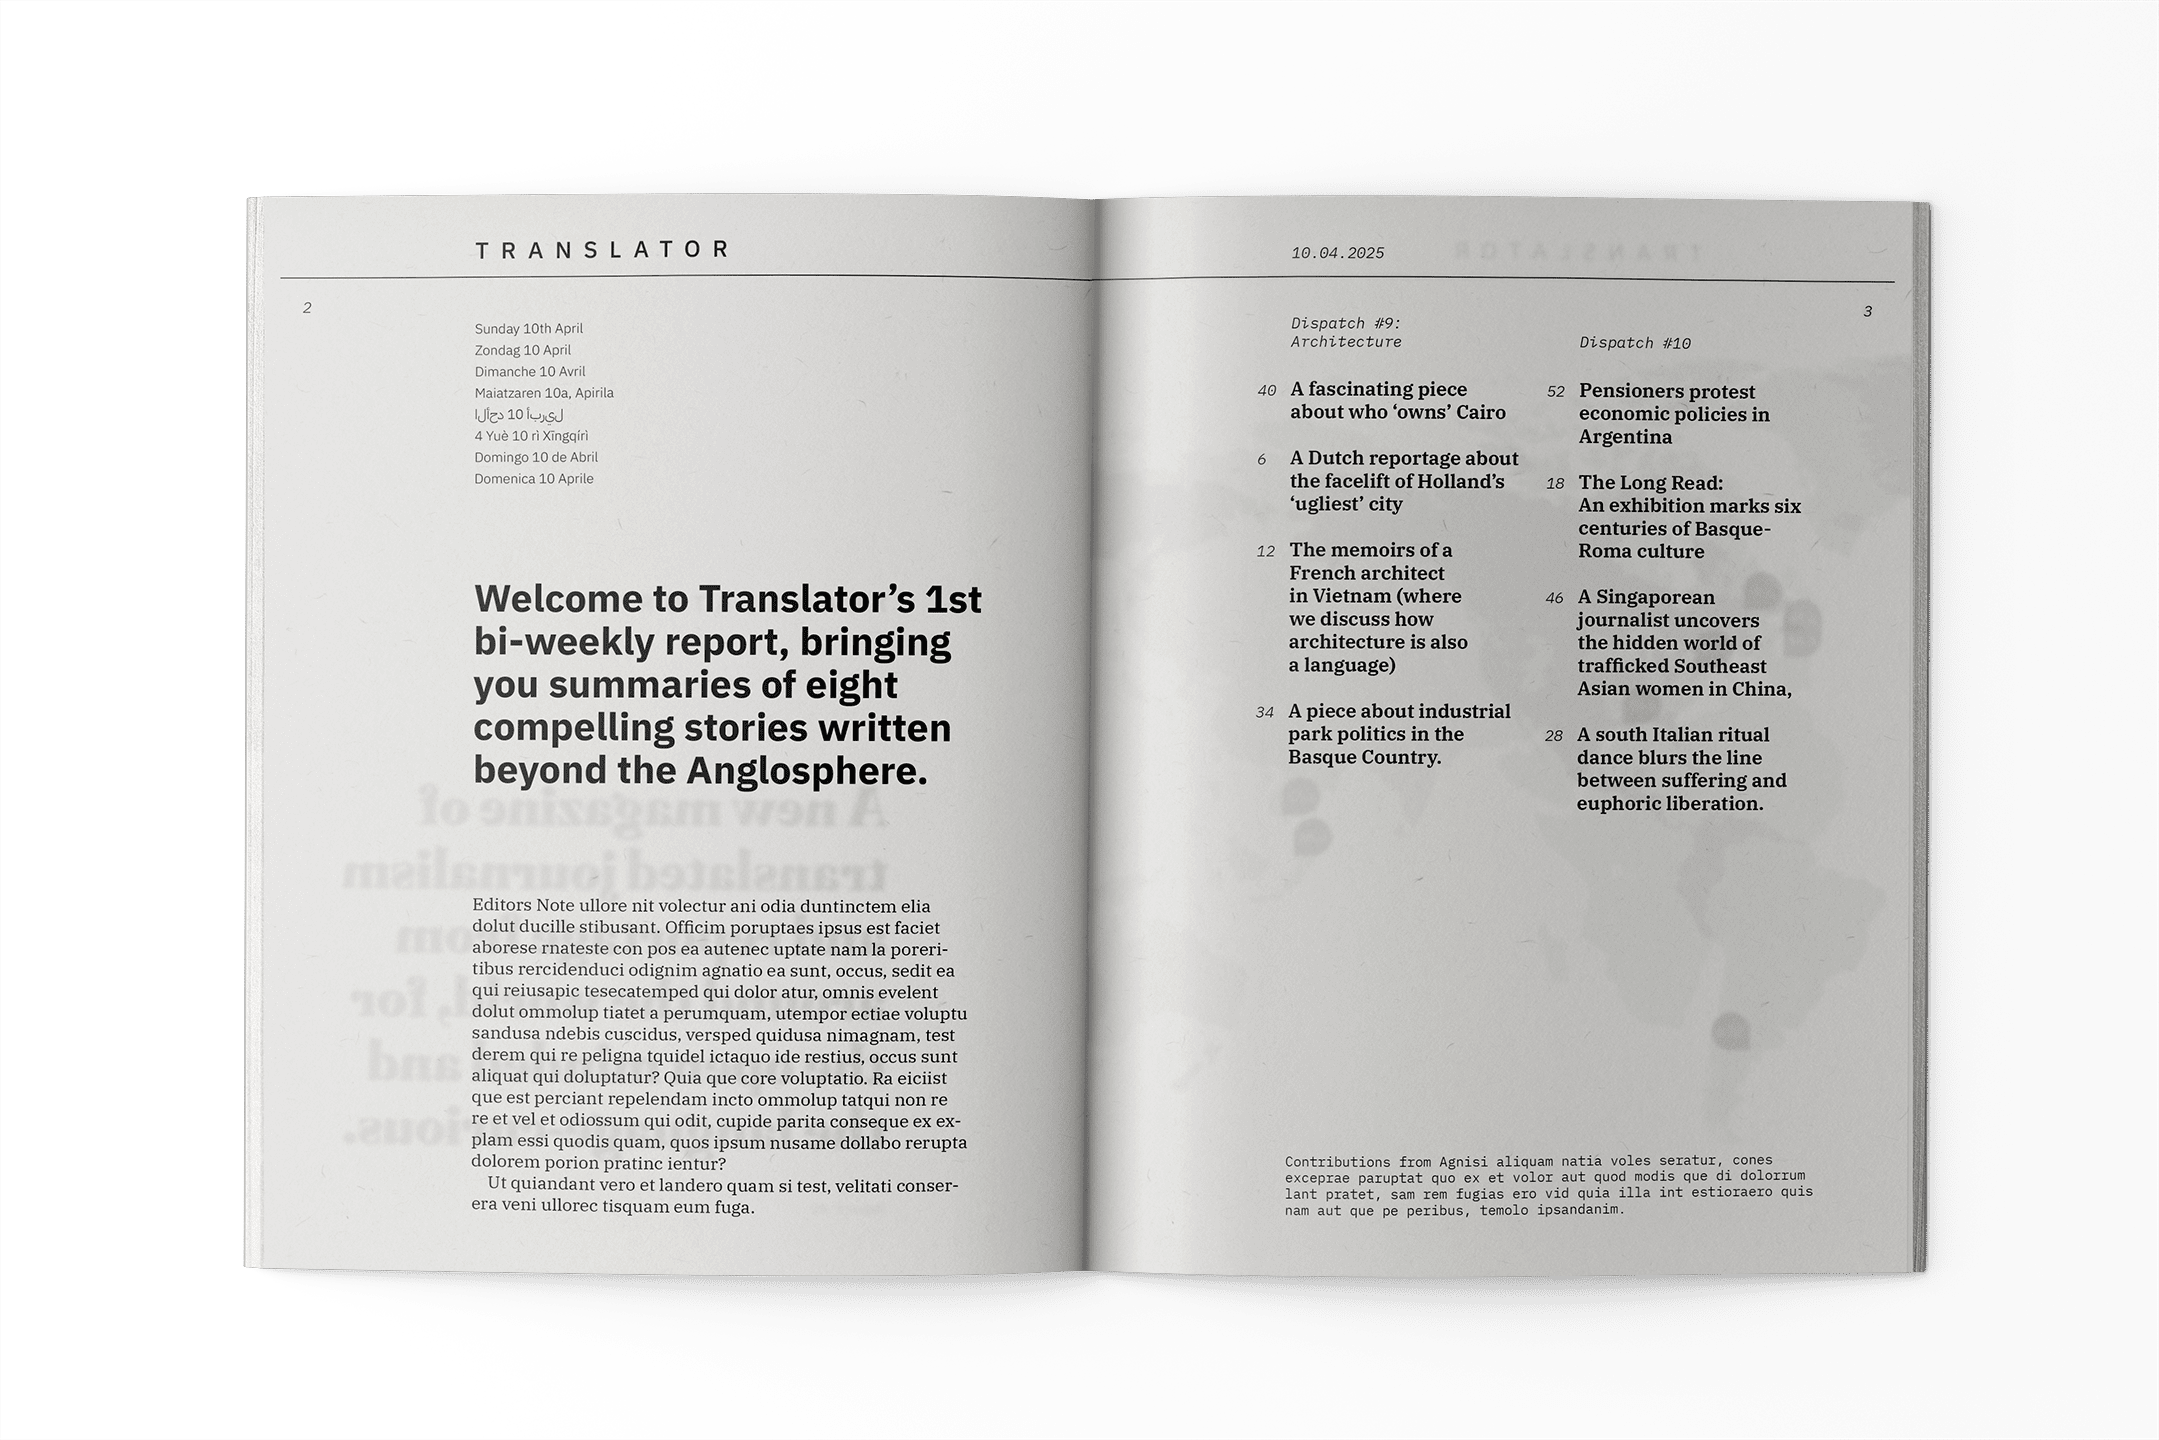 TRANSLATOR
2
Sunday 10th April
Zondag 10 April
Dimanche 10 Avril
Maiatzaren 10a, Apirila
الأحد 10 أبريل
4 Yuè 10 rì Xīngqírì
Domingo 10 de Abril
Domenica 10 Aprile
Welcome to Translator’s 1st
bi-weekly report, bringing
you summaries of eight
compelling stories written
beyond the Anglosphere.
Editors Note ullore nit volectur ani odia duntinctem elia
dolut ducille stibusant. Officim poruptaes ipsus est faciet
aborese rnateste con pos ea autenec uptate nam la poreri-
tibus rercidenduci odignim agnatio ea sunt, occus, sedit ea
qui reiusapic tesecatemped qui dolor atur, omnis evelent
dolut ommolup tiatet a perumquam, utempor ectiae voluptu
sandusa ndebis cuscidus, versped quidusa nimagnam, test
derem qui re peligna tquidel ictaquo ide restius, occus sunt
aliquat qui doluptatur? Quia que core voluptatio. Ra eiciist
que est perciant repelendam incto ommolup tatqui non re
re et vel et odiossum qui odit, cupide parita conseque ex ex-
plam essi quodis quam, quos ipsum nusame dollabo rerupta
dolorem porion pratinc ientur?
Ut quiandant vero et landero quam si test, velitati conser-
era veni ullorec tisquam eum fuga.
10.04.2025
3
Dispatch #9:
Architecture
40 A fascinating piece
about who ‘owns’ Cairo
6 A Dutch reportage about
the facelift of Holland’s
‘ugliest’ city
12 The memoirs of a
French architect
in Vietnam (where
we discuss how
architecture is also
a language)
34 A piece about industrial
park politics in the
Basque Country.
Dispatch #10
52 Pensioners protest
economic policies in
Argentina
18 The Long Read:
An exhibition marks six
centuries of Basque-
Roma culture
46 A Singaporean
journalist uncovers
the hidden world of
trafficked Southeast
Asian women in China,
28 A south Italian ritual
dance blurs the line
between suffering and
euphoric liberation.
Contributions from Agnisi aliquam natia voles seratur, cones
exceprae paruptat quo ex et volor aut quod modis que di dolorrum
lant pratet, sam rem fugias ero vid quia illa int estioraero quis
nam aut que pe peribus, temolo ipsandanim.